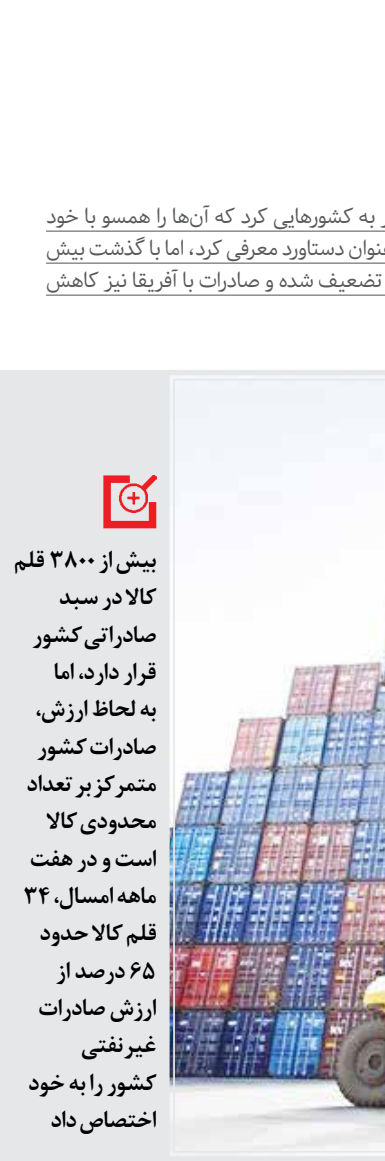 به کشورهایی کرد که آن‌ها را همسو با خود
دستاورد معرفی کرد، اما با گذشت بیش
تضعیف شده و صادرات با آفریقا نیز کاهش
بیش از ۳۸۰۰ قلم
کالا در سبد
صادراتی کشور
قرار دارد، اما
به لحاظ ارزش،
صادرات کشور
متمرکز بر تعداد
محدودی کالا
است و در هفت
ماهه امسال، ۳۴
قلم کالا حدود
۶۵ درصد از
ارزش صادرات
غیرنفتی
کشور را به خود
اختصاص داد